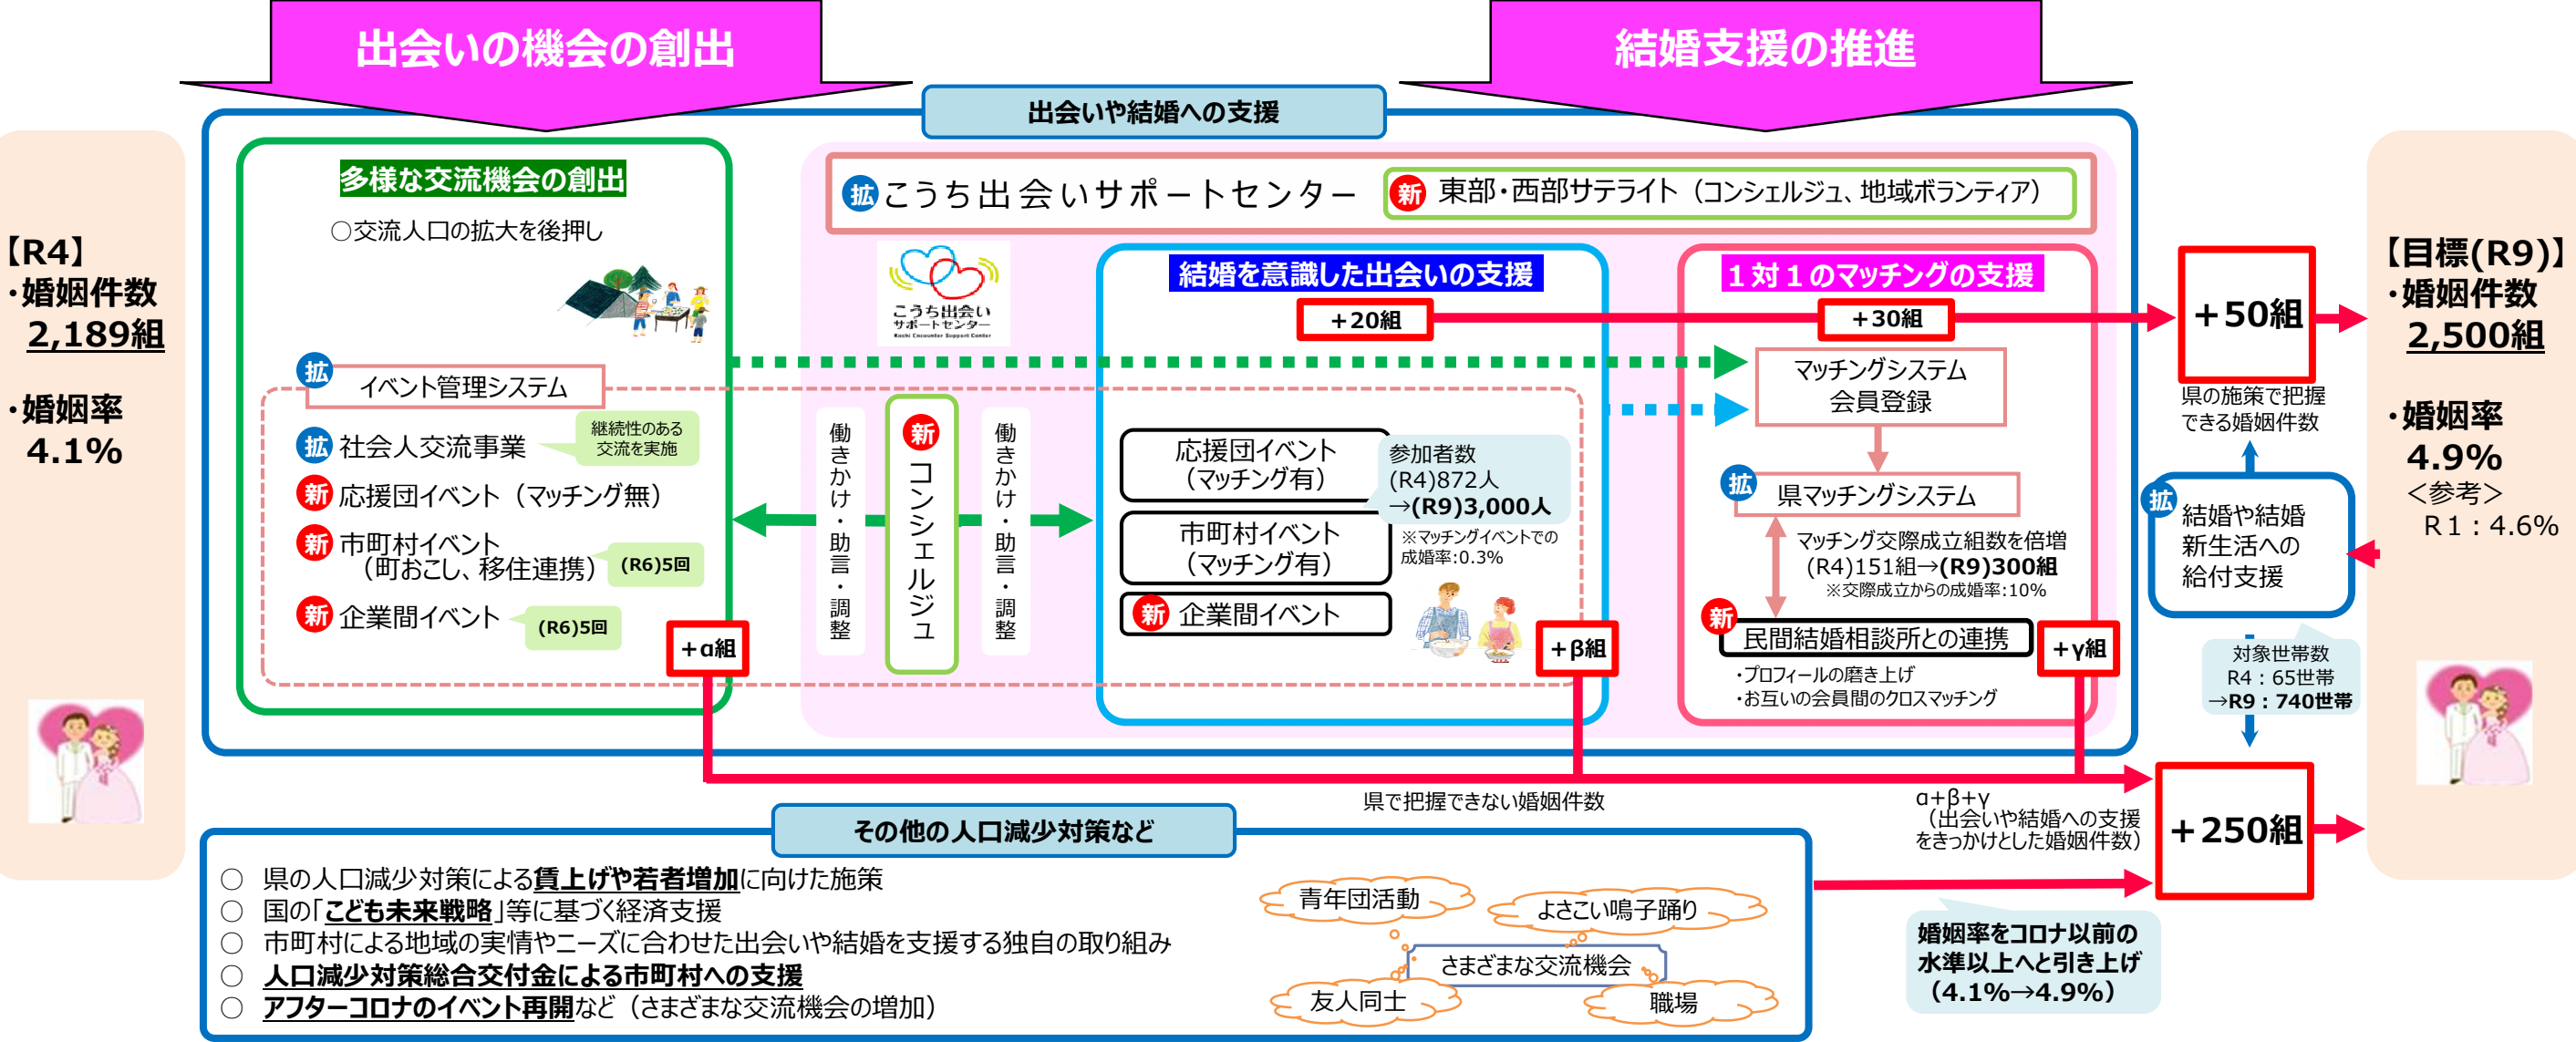 出会いの機会の創出
結婚支援の推進
出会いや結婚への支援
【R4】
・婚姻件数
2,189組
・婚姻率
4.1%
多様な交流機会の創出
○交流人口の拡大を後押し
拡
イベント管理システム
拡 社会人交流事業
継続性のある
交流を実施
新 応援団イベント（マッチング無）
新 市町村イベント
（町おこし、移住連携）
(R6)5回
新 企業間イベント
(R6)5回
+α組
拡 こうち出会いサポートセンター
新 東部・西部サテライト（コンシェルジュ、地域ボランティア）
こうち出会い
サポートセンター
Kochi Encounter Support Center
働きかけ・助言・調整
新
コンシェルジュ
働きかけ・助言・調整
結婚を意識した出会いの支援
+20組
応援団イベント
（マッチング有）
参加者数
(R4)872人
→(R9)3,000人
市町村イベント
（マッチング有）
※マッチングイベントでの
成婚率:0.3%
新 企業間イベント
+β組
１対１のマッチングの支援
+30組
マッチングシステム
会員登録
拡
県マッチングシステム
マッチング交際成立組数を倍増
(R4)151組→(R9)300組
※交際成立からの成婚率:10%
新
民間結婚相談所との連携
・プロフィールの磨き上げ
・お互いの会員間のクロスマッチング
+γ組
+50組
県の施策で把握
できる婚姻件数
拡
結婚や結婚
新生活への
給付支援
対象世帯数
R4：65世帯
→R9：740世帯
【目標(R9)】
・婚姻件数
2,500組
・婚姻率
4.9%
＜参考＞
R１：4.6%
県で把握できない婚姻件数
α+β+γ
（出会いや結婚への支援
をきっかけとした婚姻件数）
+250組
婚姻率をコロナ以前の
水準以上へと引き上げ
（4.1%→4.9%）
その他の人口減少対策など
○ 県の人口減少対策による賃上げや若者増加に向けた施策
○ 国の「こども未来戦略」等に基づく経済支援
○ 市町村による地域の実情やニーズに合わせた出会いや結婚を支援する独自の取り組み
○ 人口減少対策総合交付金による市町村への支援
○ アフターコロナのイベント再開など（さまざまな交流機会の増加）
青年団活動
よさこい鳴子踊り
さまざまな交流機会
友人同士
職場